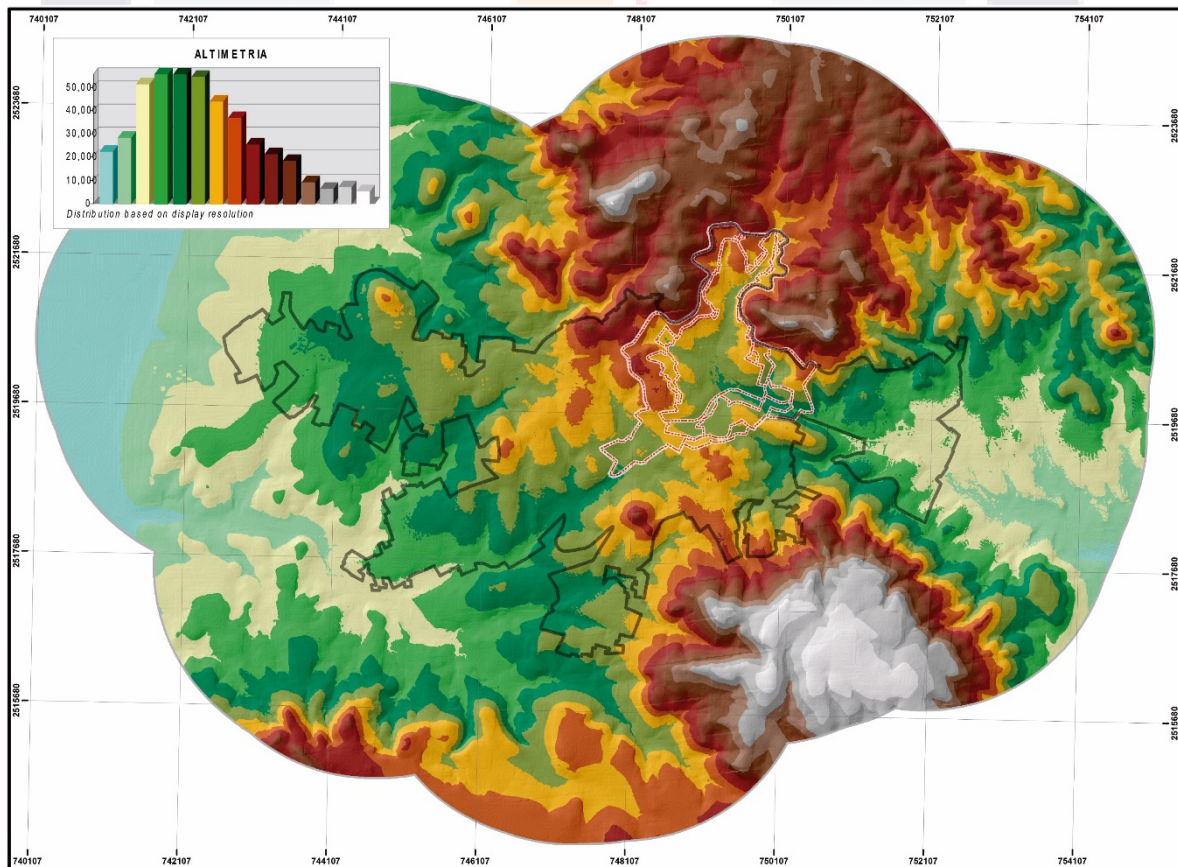 740107 742107 744107 746107 748107 750107 752107 754107
ALTIMETRIA
50,000
40,000
30,000
20,000
10,000
0
Distribution based on display resolution
2523680 2523680
2521680 2521680
2519680 2519680
2517680 2517680
2515680 2515680
740107 742107 744107 746107 748107 750107 752107 754107